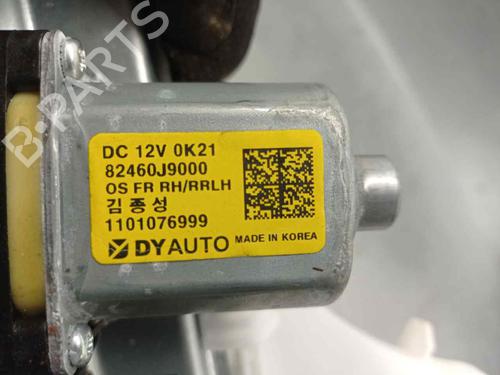 DC 12V 0K21
82460J9000
OS FR RH/RRLH
김종성
1101076999
DYAUTO MADE IN KOREA
B-PARTS